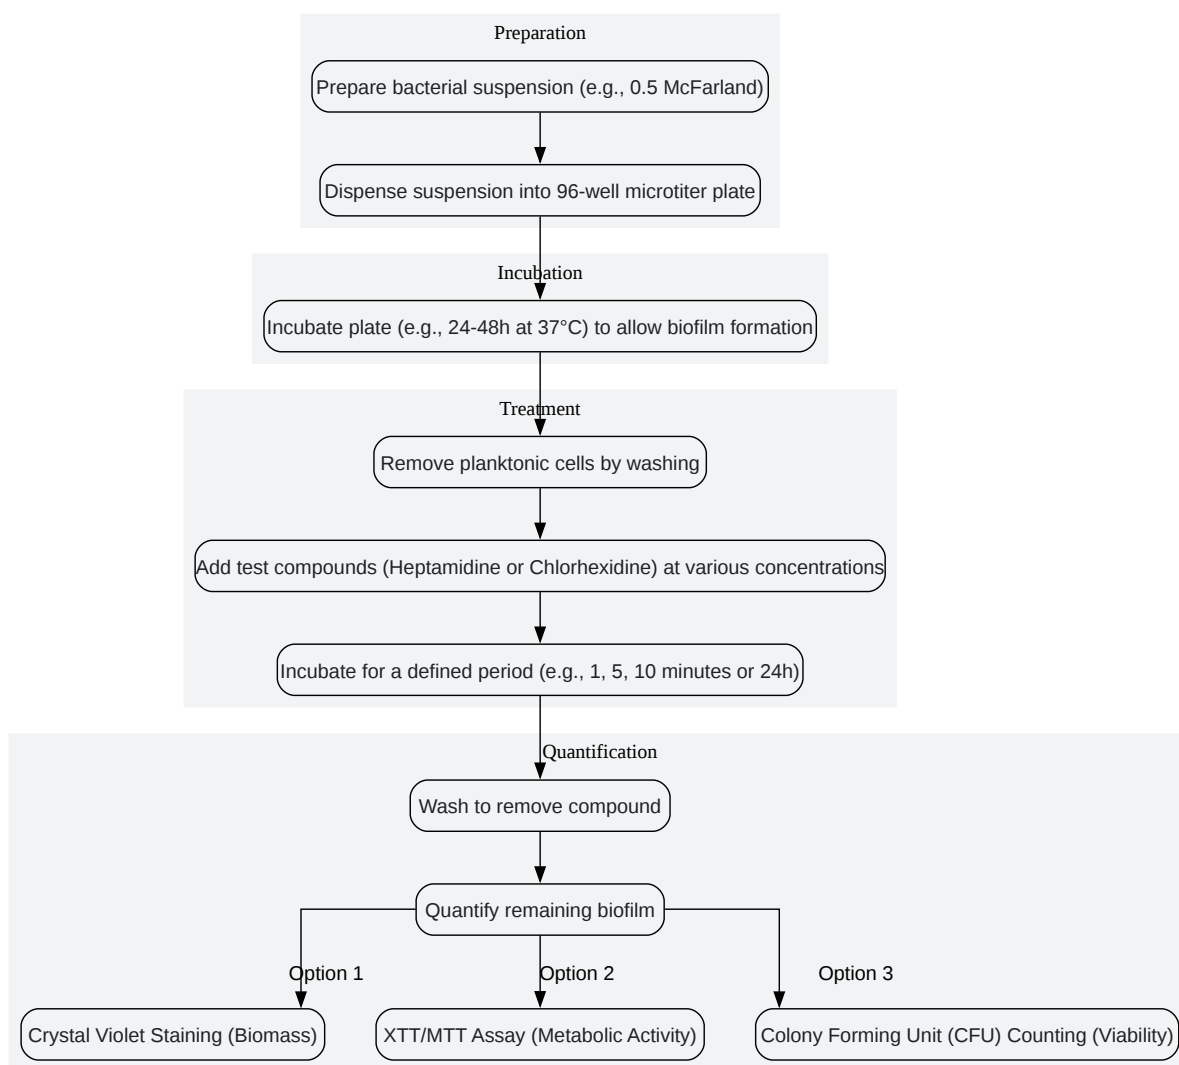 Preparation
Prepare bacterial suspension (e.g., 0.5 McFarland)
Dispense suspension into 96-well microtiter plate
Incubation
Incubate plate (e.g., 24-48h at 37°C) to allow biofilm formation
Treatment
Remove planktonic cells by washing
Add test compounds (Heptamidine or Chlorhexidine) at various concentrations
Incubate for a defined period (e.g., 1, 5, 10 minutes or 24h)
Quantification
Wash to remove compound
Quantify remaining biofilm
Option 1
Option 2
Option 3
Crystal Violet Staining (Biomass)
XTT/MTT Assay (Metabolic Activity)
Colony Forming Unit (CFU) Counting (Viability)